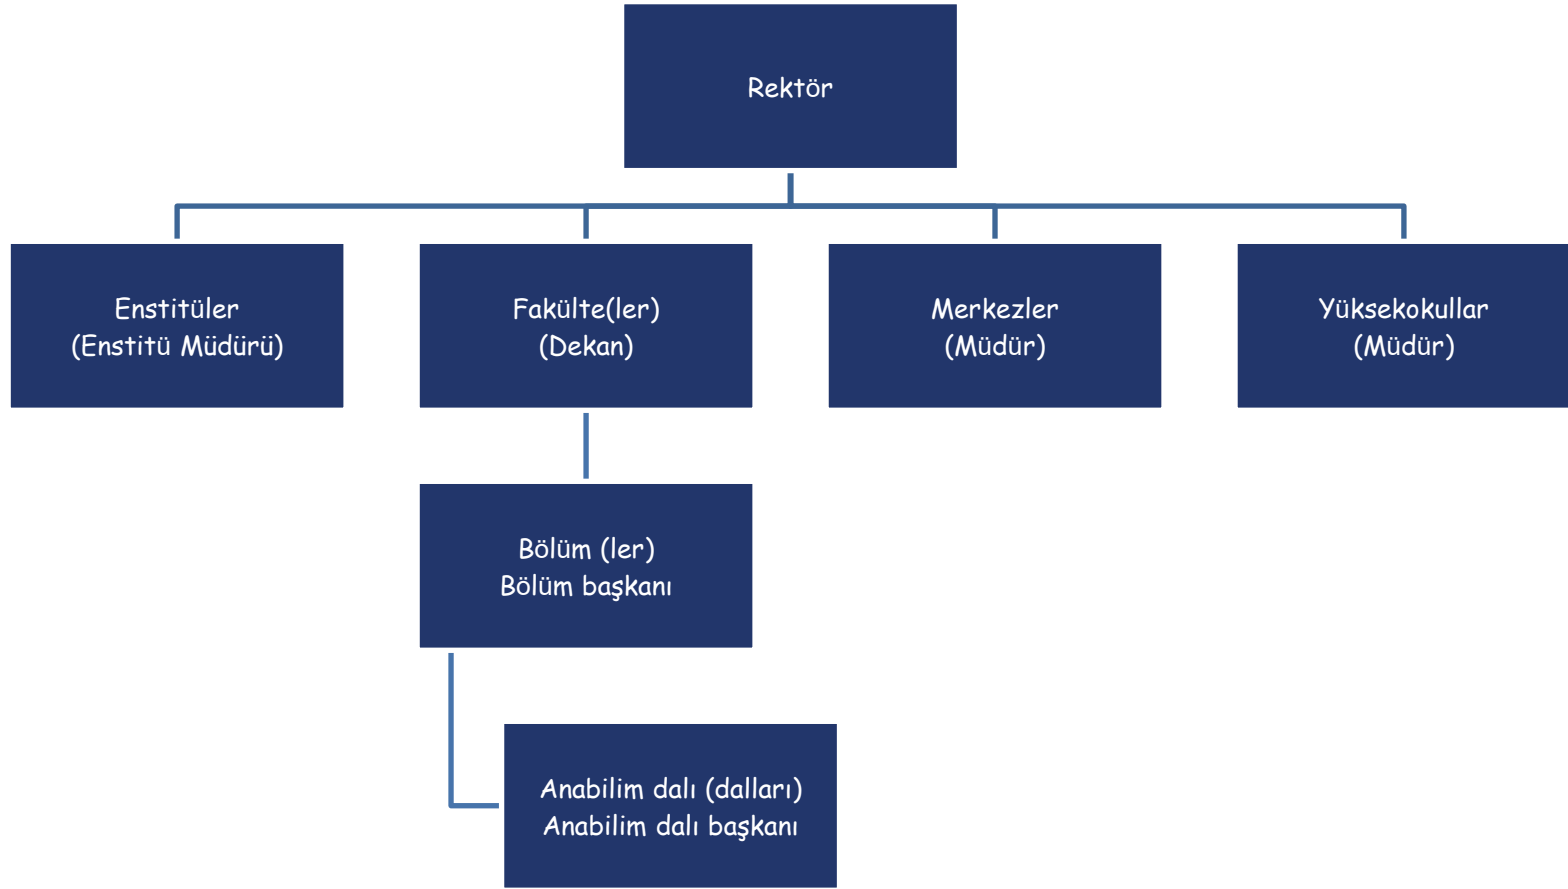 Rektör
Enstitüler
(Enstitü Müdürü)
Fakülte(ler)
(Dekan)
Merkezler
(Müdür)
Yüksekokullar
(Müdür)
Bölüm (ler)
Bölüm başkanı
Anabilim dalı (dalları)
Anabilim dalı başkanı